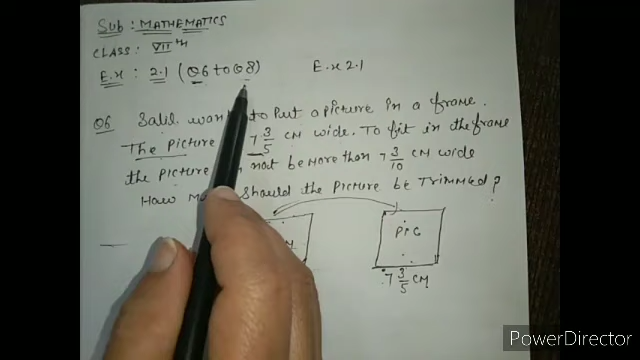 Sub: MATHEMATICS
CLASS: VII th
E.x: 2.1 (Q6 to Q8) E.x 2.1
Q6 Salil want to Put a Picture in a frame.
The Picture 7 3/5 CM wide. To fit in the frame
the Picture not be more than 7 3/10 CM wide
How Should the Picture be Trimmed?
PIC
7 3/5 CM
PowerDirector